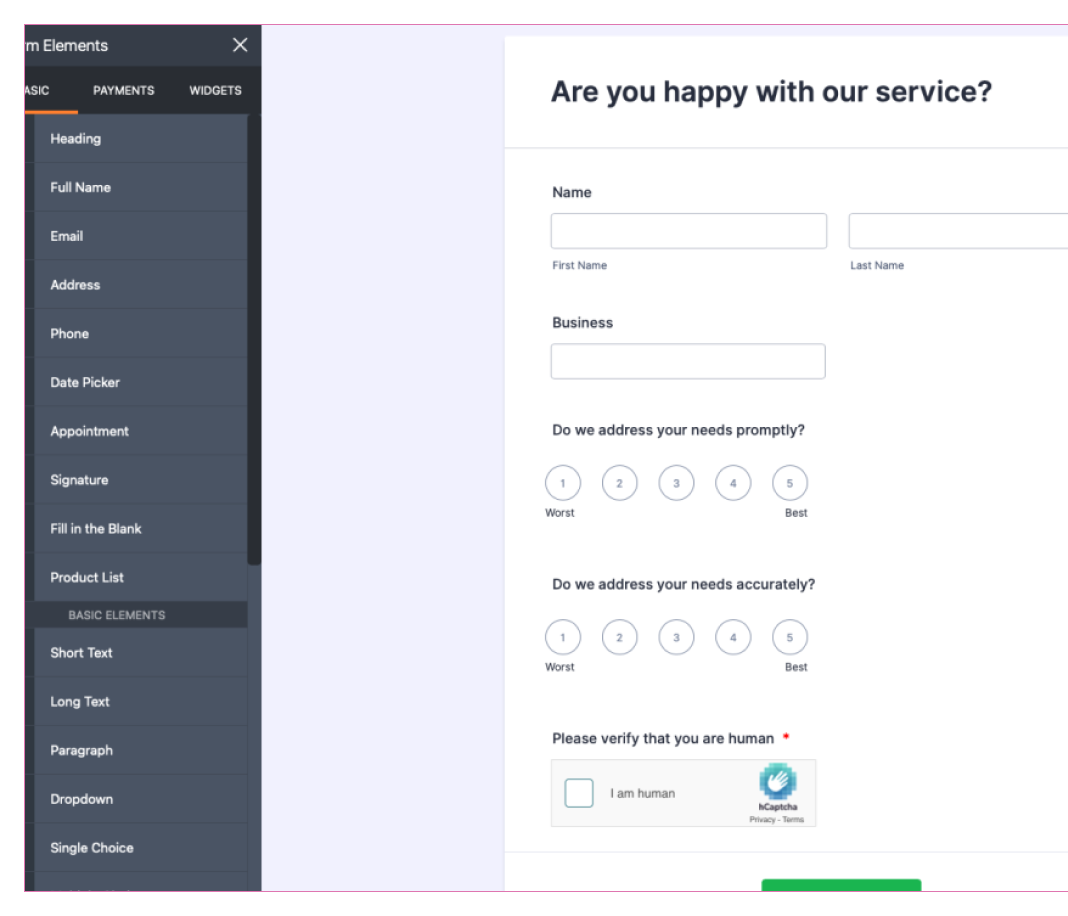 rm Elements
ASIC PAYMENTS WIDGETS
Heading
Full Name
Email
Address
Phone
Date Picker
Appointment
Signature
Fill in the Blank
Product List
BASIC ELEMENTS
Short Text
Long Text
Paragraph
Dropdown
Single Choice
Are you happy with our service?
Name
First Name Last Name
Business
Do we address your needs promptly?
1 2 3 4 5
Worst Best
Do we address your needs accurately?
1 2 3 4 5
Worst Best
Please verify that you are human *
I am human
hCaptcha
Privacy - Terms